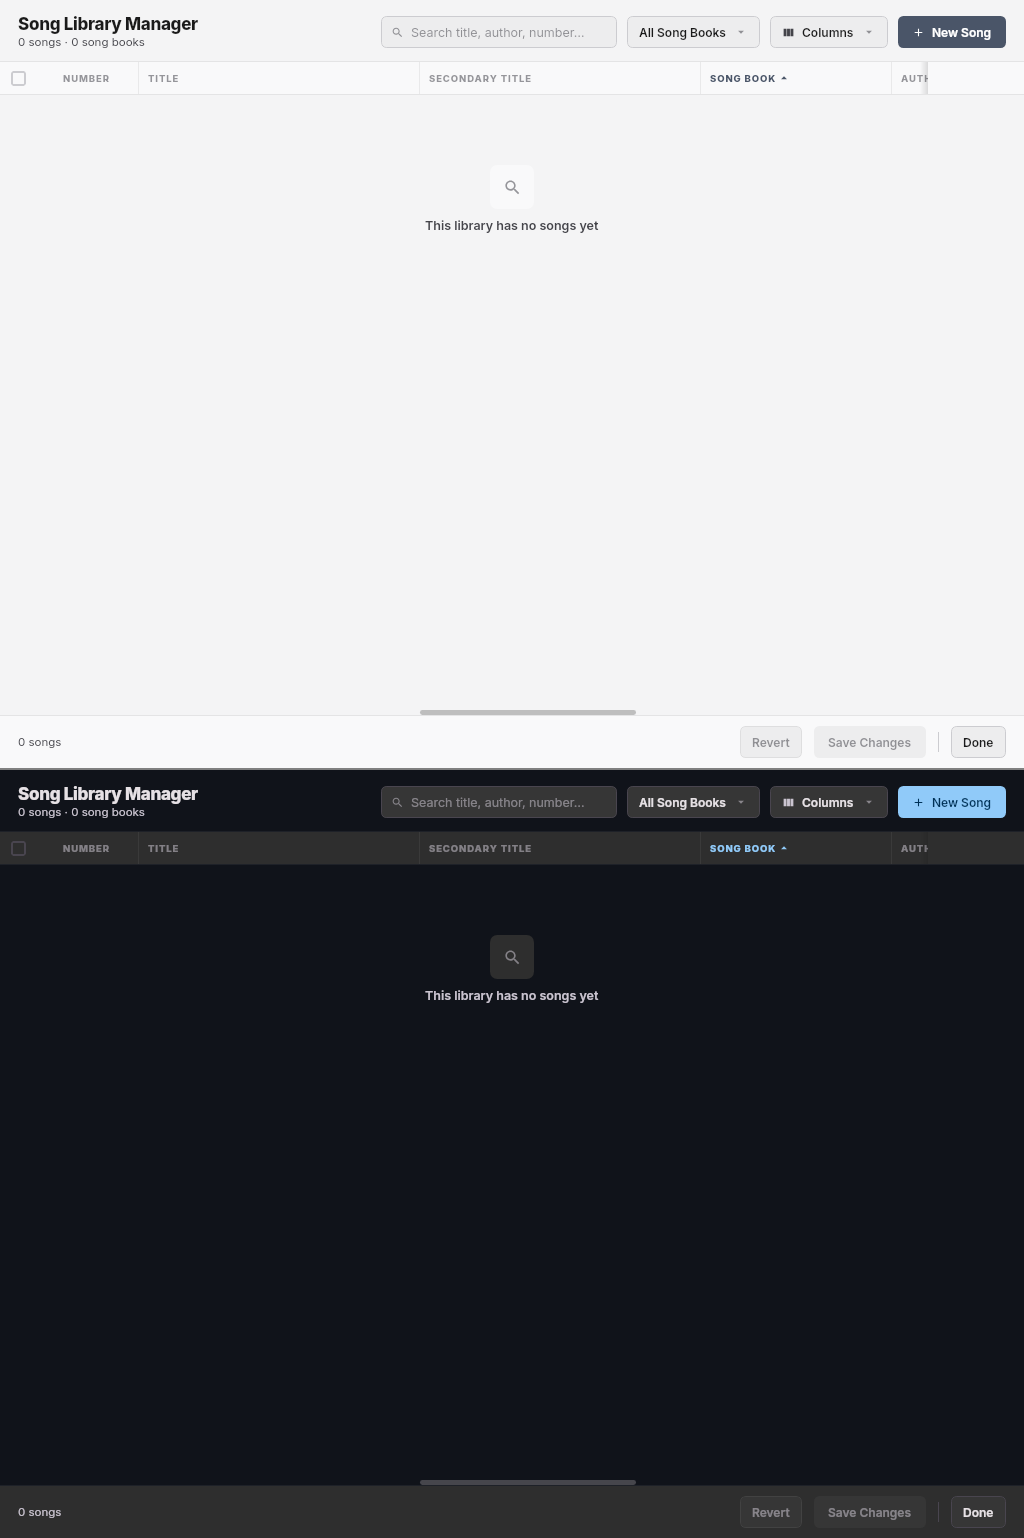 Song Library Manager
0 songs · 0 song books
Search title, author, number...
All Song Books
Columns
New Song
NUMBER
TITLE
SECONDARY TITLE
SONG BOOK
This library has no songs yet
0 songs
Revert
Save Changes
Done
Song Library Manager
0 songs · 0 song books
Search title, author, number...
All Song Books
Columns
New Song
NUMBER
TITLE
SECONDARY TITLE
SONG BOOK
This library has no songs yet
0 songs
Revert
Save Changes
Done